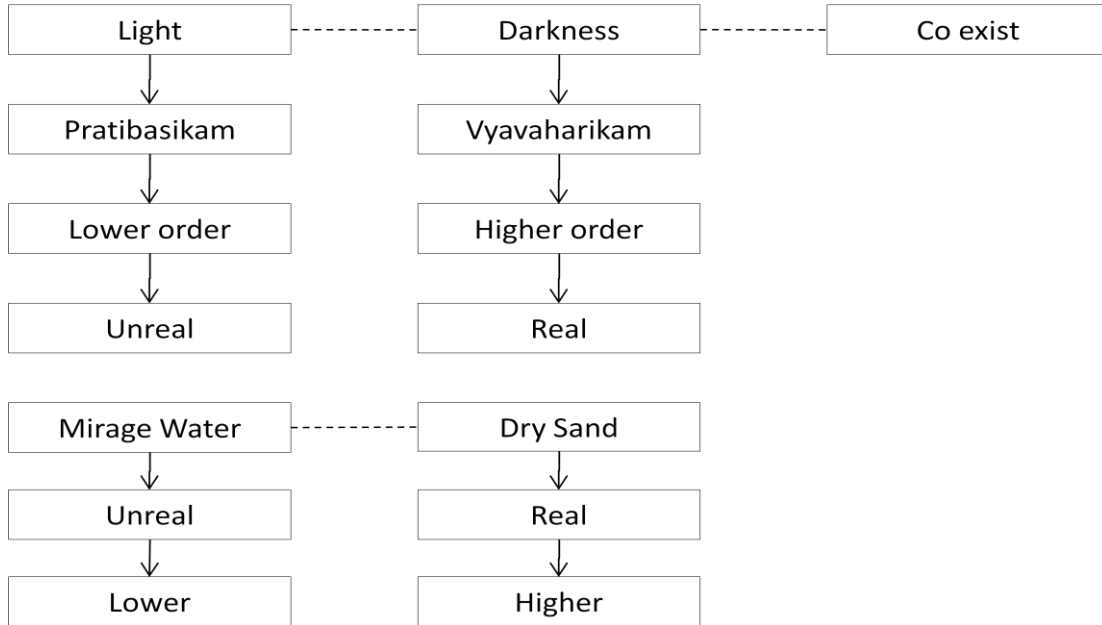 Light Darkness Co exist
Pratibasikam Vyavaharikam
Lower order Higher order
Unreal Real
Mirage Water Dry Sand
Unreal Real
Lower Higher